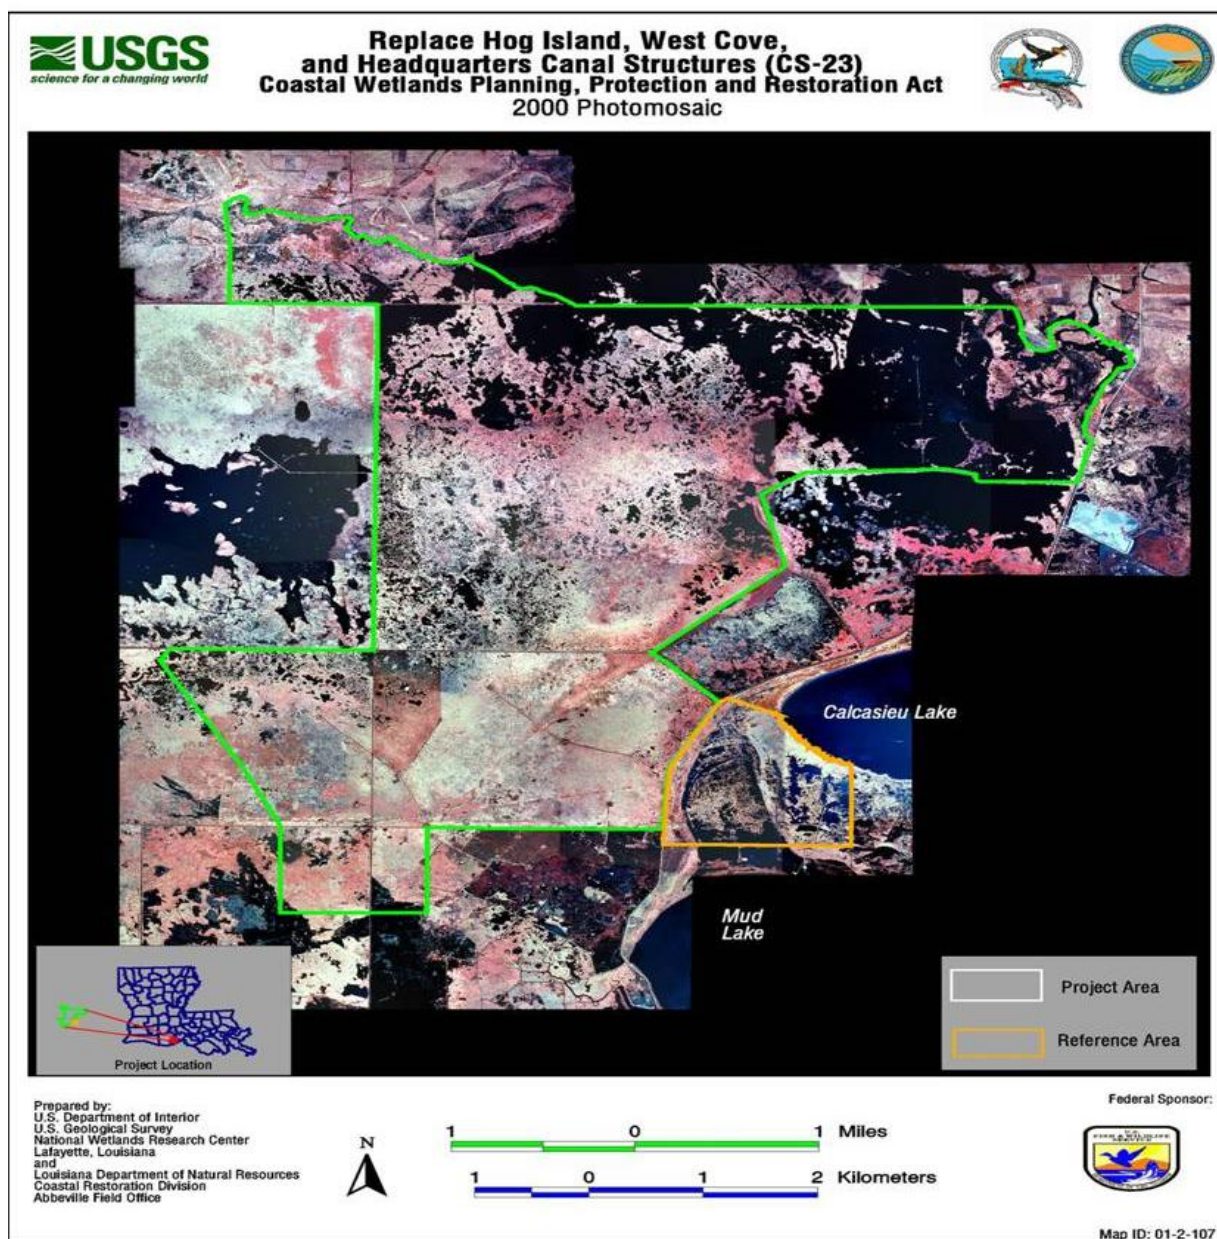 USGS
science for a changing world
Replace Hog Island, West Cove,
and Headquarters Canal Structures (CS-23)
Coastal Wetlands Planning, Protection and Restoration Act
2000 Photomosaic
Calcasieu Lake
Mud
Lake
Project Area
Reference Area
Project Location
Prepared by:
U.S. Department of Interior
U.S. Geological Survey
National Wetlands Research Center
Lafayette, Louisiana
and
Louisiana Department of Natural Resources
Coastal Restoration Division
Abbeville Field Office
N
1 0 1 Miles
1 0 1 2 Kilometers
Federal Sponsor:
U.S.
FISH & WILDLIFE
SERVICE
Map ID: 01-2-107